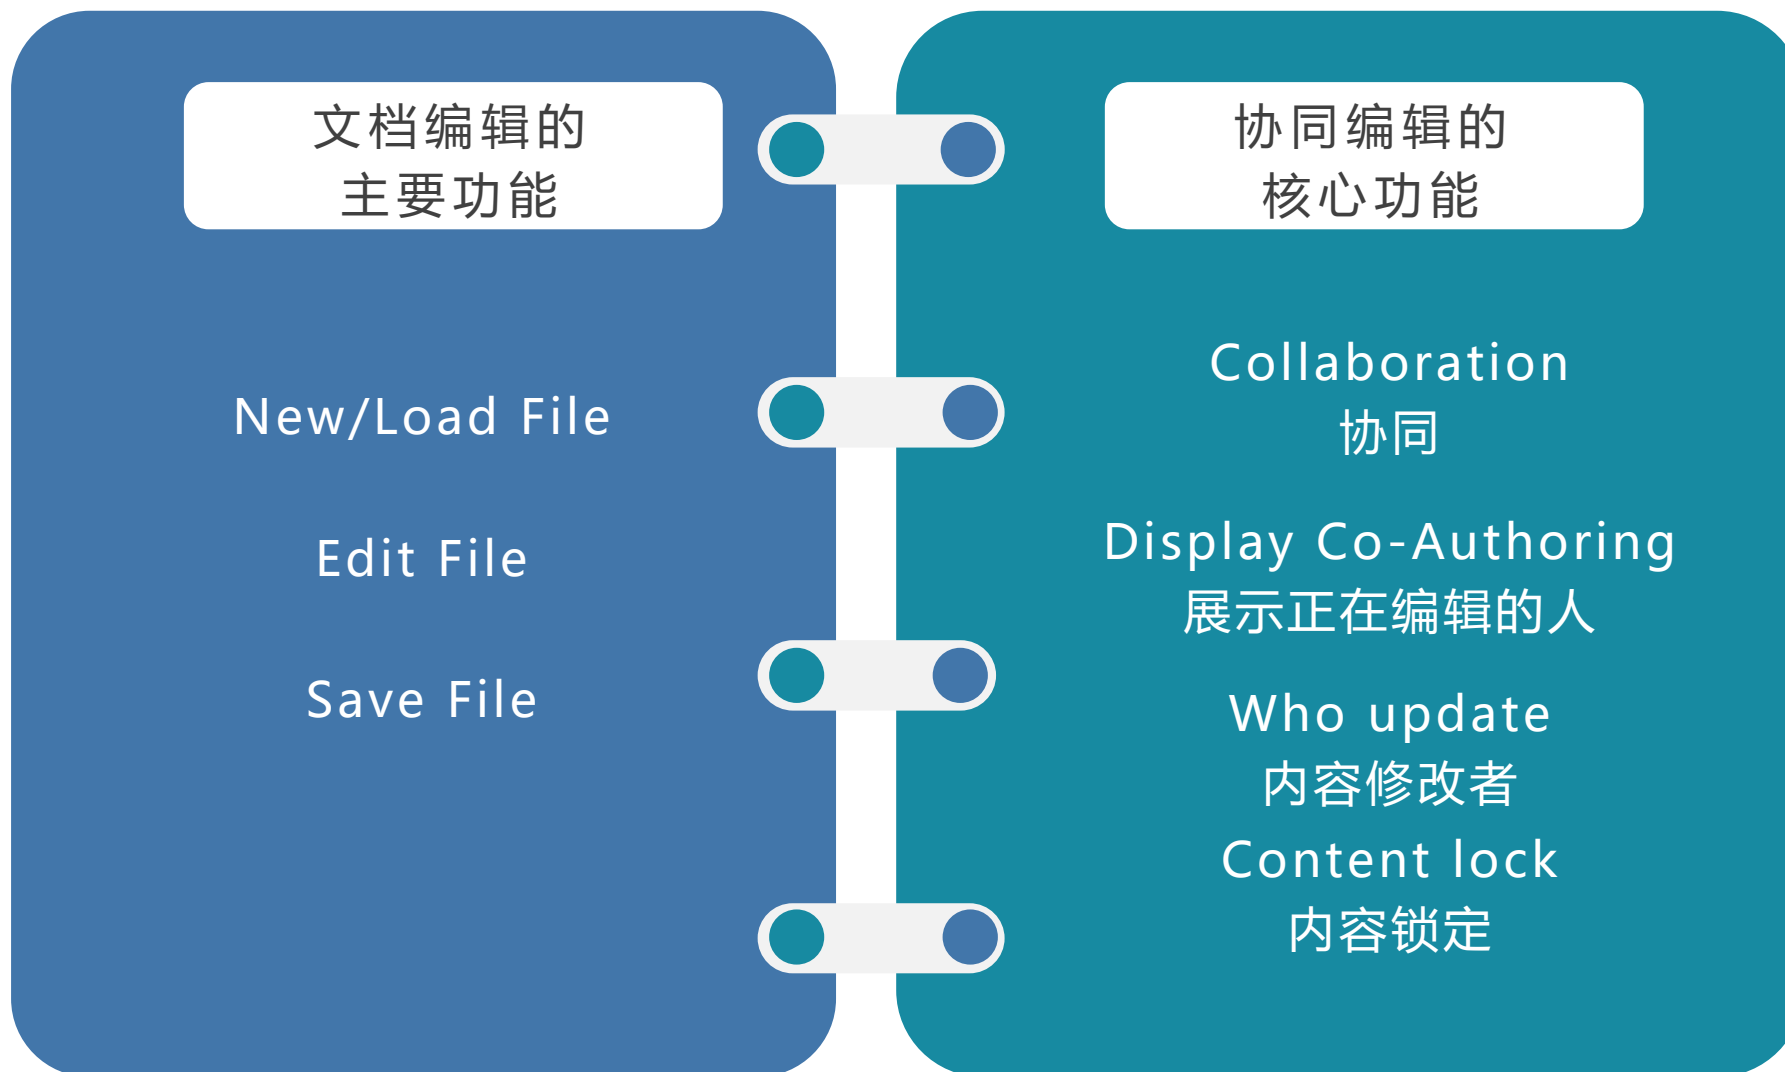 文档编辑的
主要功能
New/Load File
Edit File
Save File
协同编辑的
核心功能
Collaboration
协同
Display Co-Authoring
展示正在编辑的人
Who update
内容修改者
Content lock
内容锁定